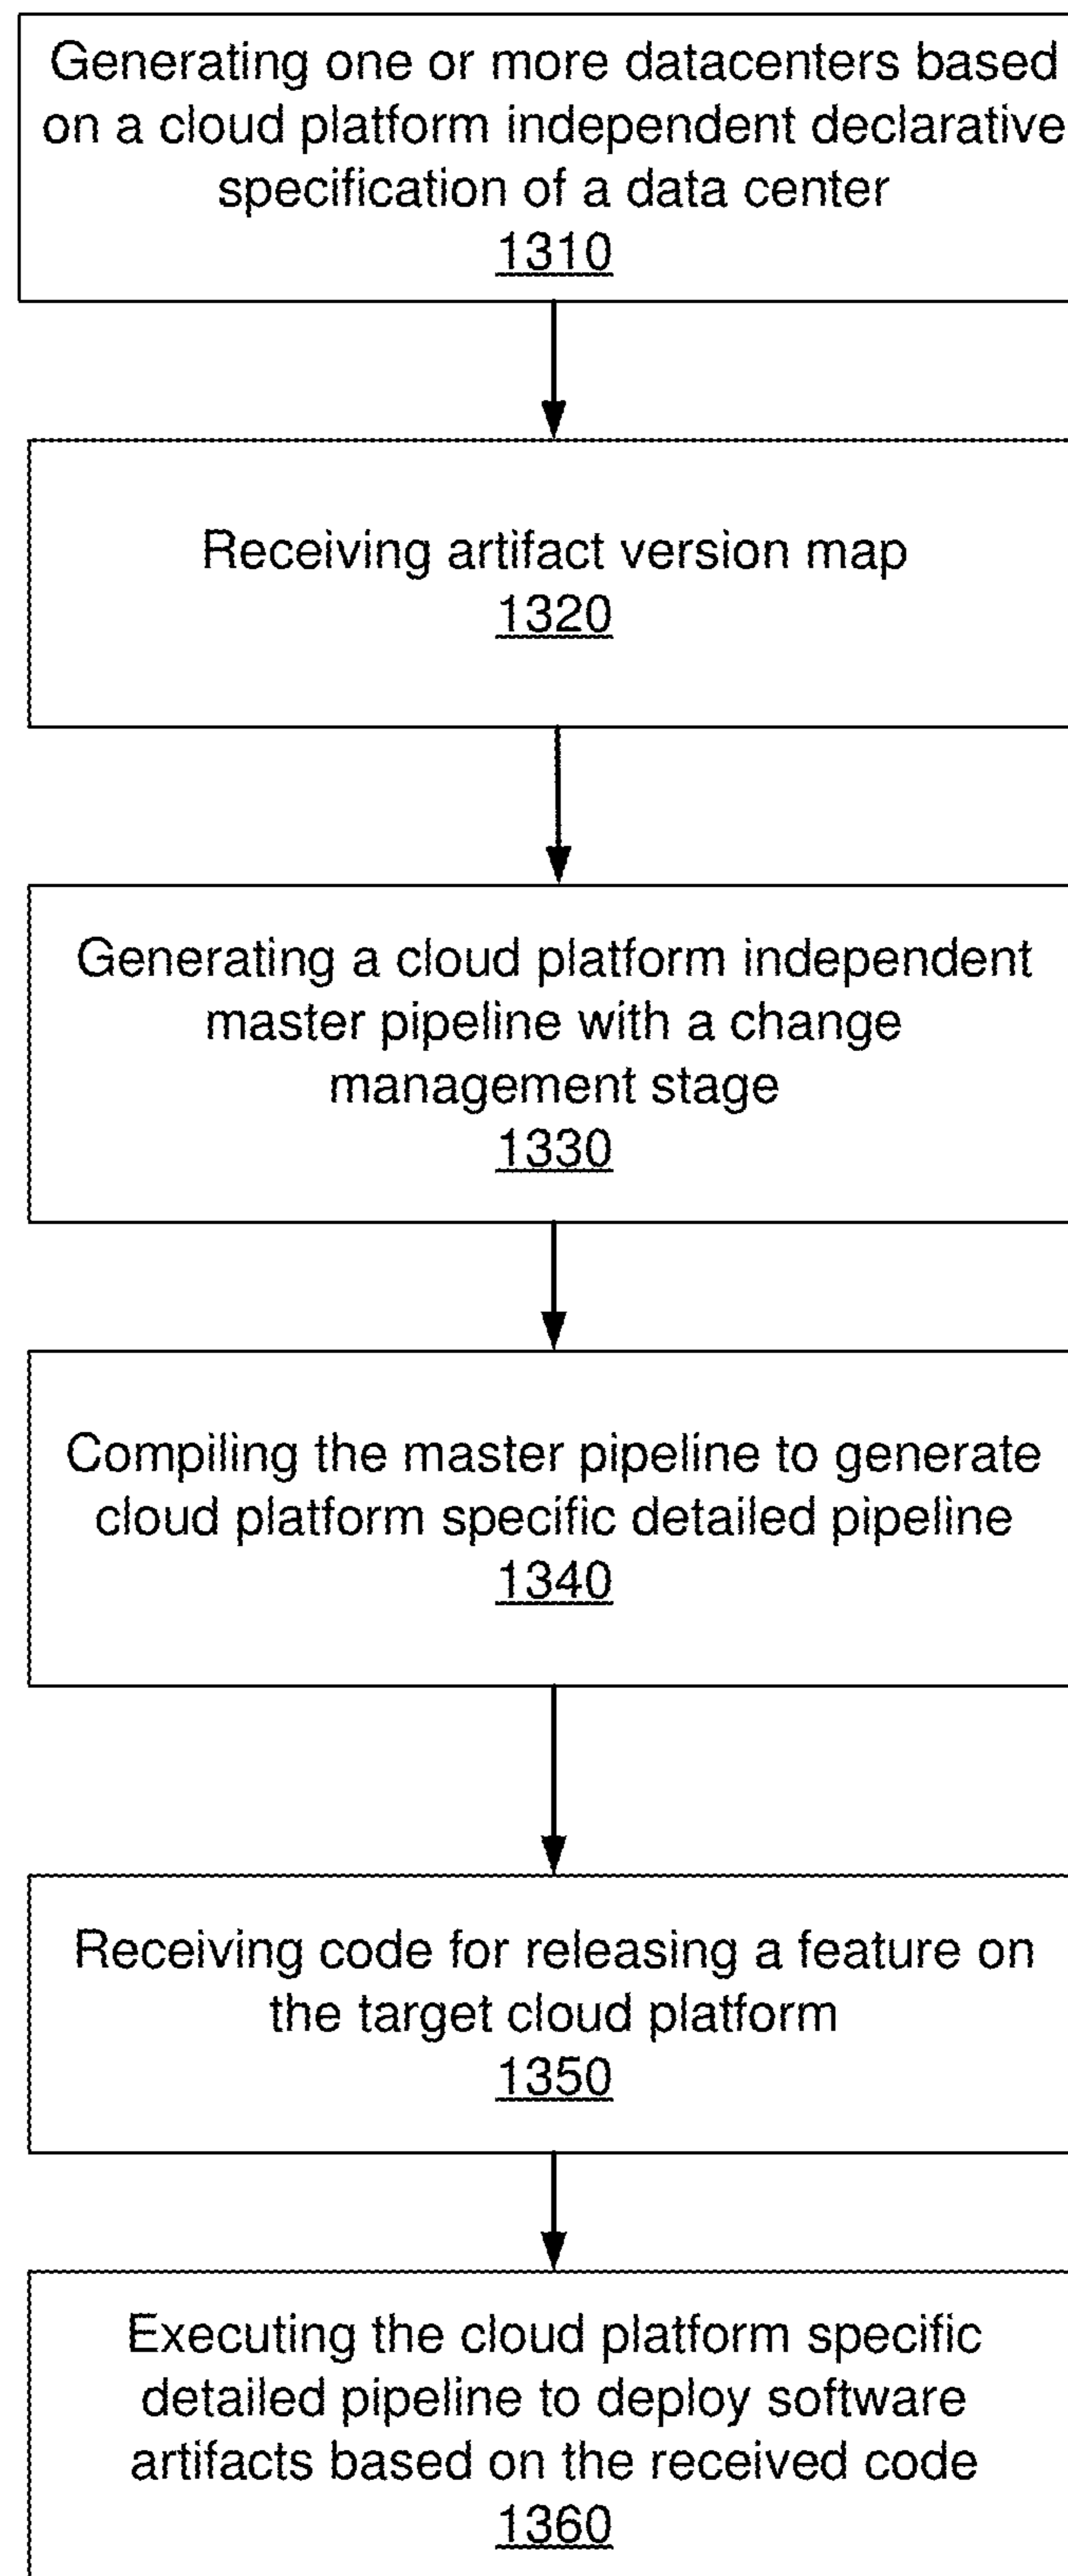 Generating one or more datacenters based
on a cloud platform independent declarative
specification of a data center
1310
Receiving artifact version map
1320
Generating a cloud platform independent
master pipeline with a change
management stage
1330
Compiling the master pipeline to generate
cloud platform specific detailed pipeline
1340
Receiving code for releasing a feature on
the target cloud platform
1350
Executing the cloud platform specific
detailed pipeline to deploy software
artifacts based on the received code
1360